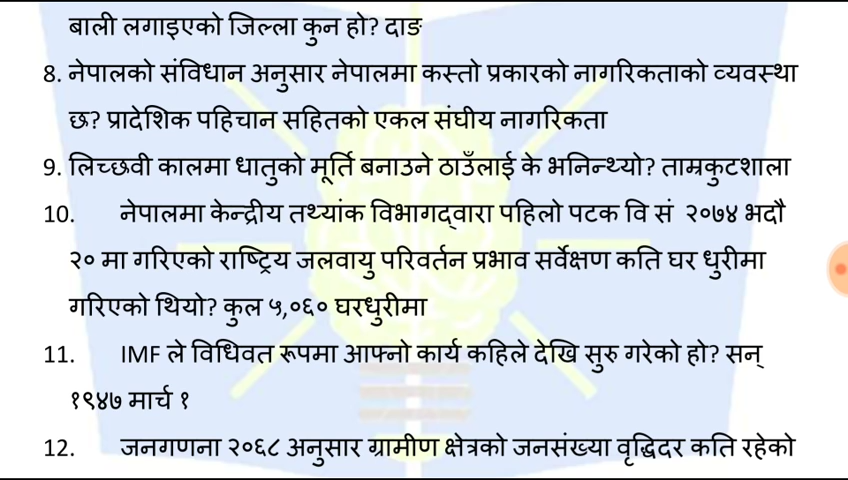 बाली लगाइएको जिल्ला कुन हो? दाङ
8. नेपालको संविधान अनुसार नेपालमा कस्तो प्रकारको नागरिकताको व्यवस्था
छ? प्रादेशिक पहिचान सहितको एकल संघीय नागरिकता
9. लिच्छवी कालमा धातुको मूर्ति बनाउने ठाउँलाई के भनिन्थ्यो? ताम्रकुटशाला
10. नेपालमा केन्द्रीय तथ्यांक विभागद्वारा पहिलो पटक वि सं २०७४ भदौ
२० मा गरिएको राष्ट्रिय जलवायु परिवर्तन प्रभाव सर्वेक्षण कति घर धुरीमा
गरिएको थियो? कुल ५,०६० घरधुरीमा
11. IMF ले विधिवत रूपमा आफ्नो कार्य कहिले देखि सुरु गरेको हो? सन्
१९४७ मार्च १
12. जनगणना २०६८ अनुसार ग्रामीण क्षेत्रको जनसंख्या वृद्धिदर कति रहेको